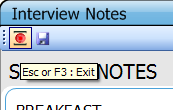 Interview Notes
S
Esc or F3 : Exit
NOTES
BREAKFAST